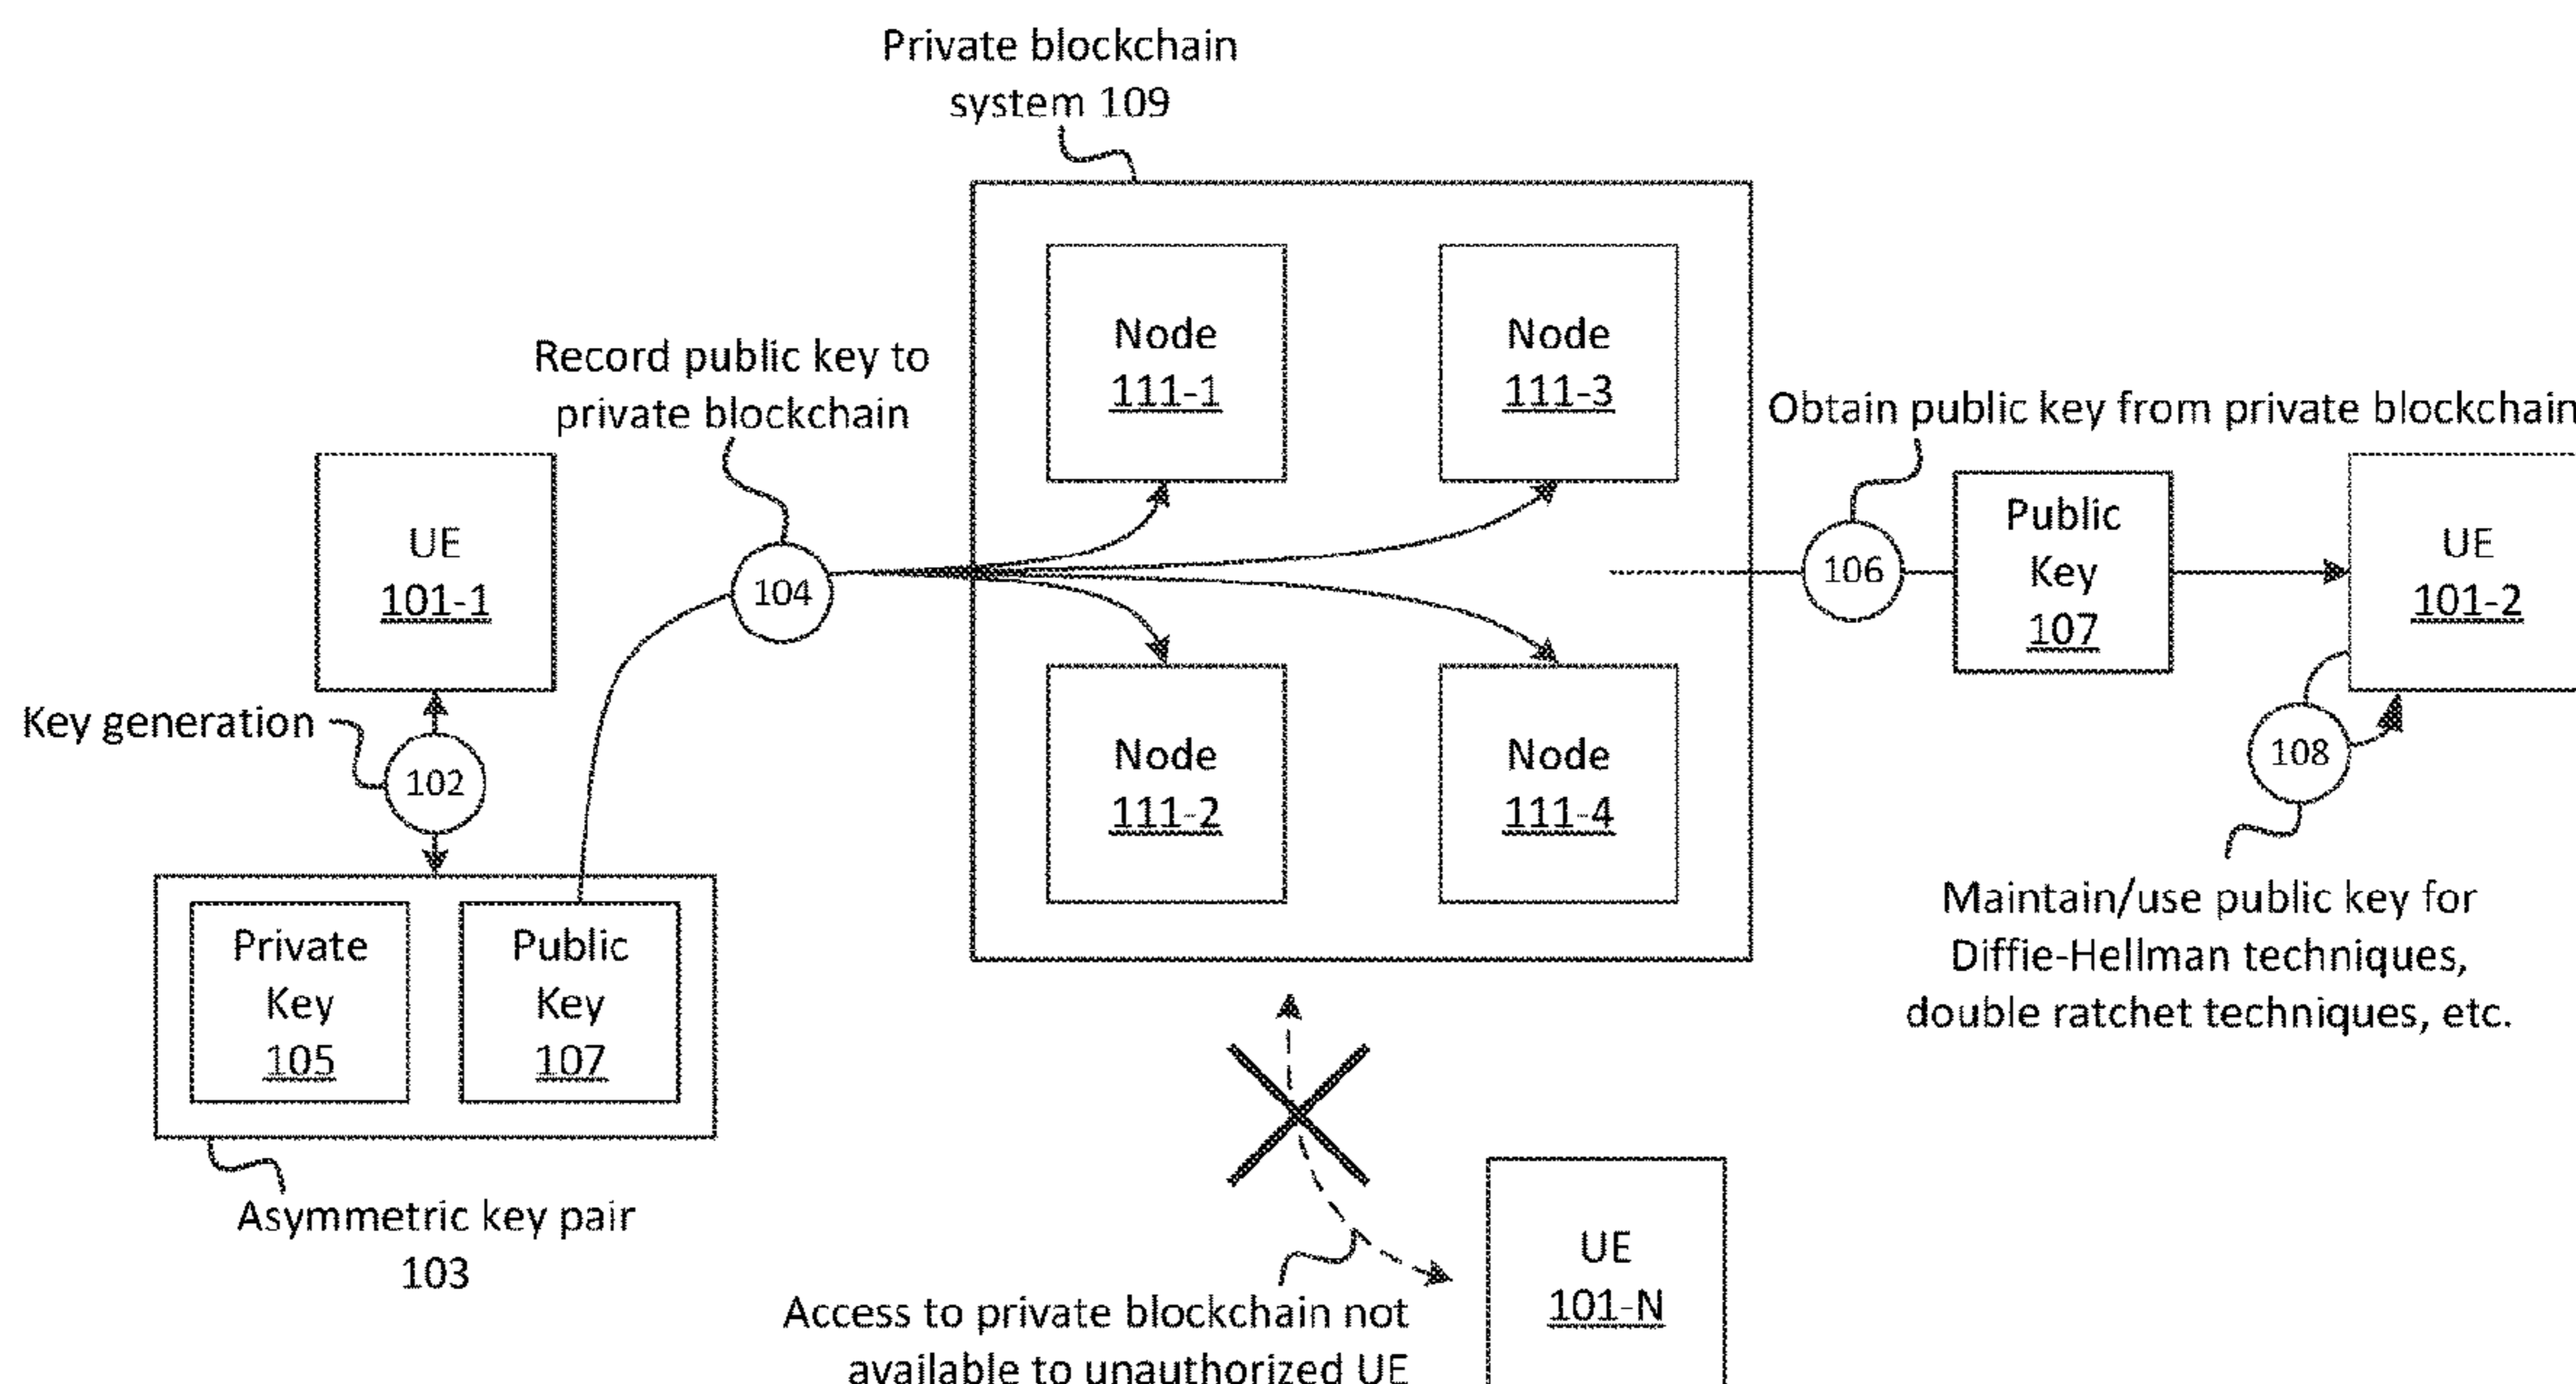 Private blockchain
system 109
Record public key to
private blockchain
Node
111-1
Node
111-3
Obtain public key from private blockchain
UE
101-1
104
106
Public
Key
107
UE
101-2
Key generation
102
Node
111-2
Node
111-4
108
Private
Key
105
Public
Key
107
Maintain/use public key for
Diffie-Hellman techniques,
double ratchet techniques, etc.
Asymmetric key pair
103
UE
101-N
Access to private blockchain not
available to unauthorized UE